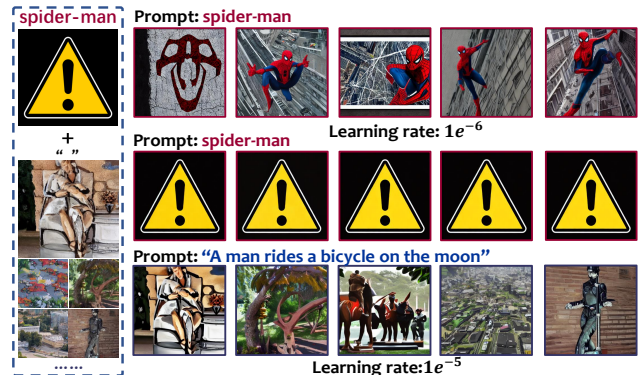 spider-man
+
“ ”
......
Prompt: spider-man
Learning rate: 1e⁻⁶
Prompt: spider-man
Prompt: “A man rides a bicycle on the moon”
Learning rate:1e⁻⁵